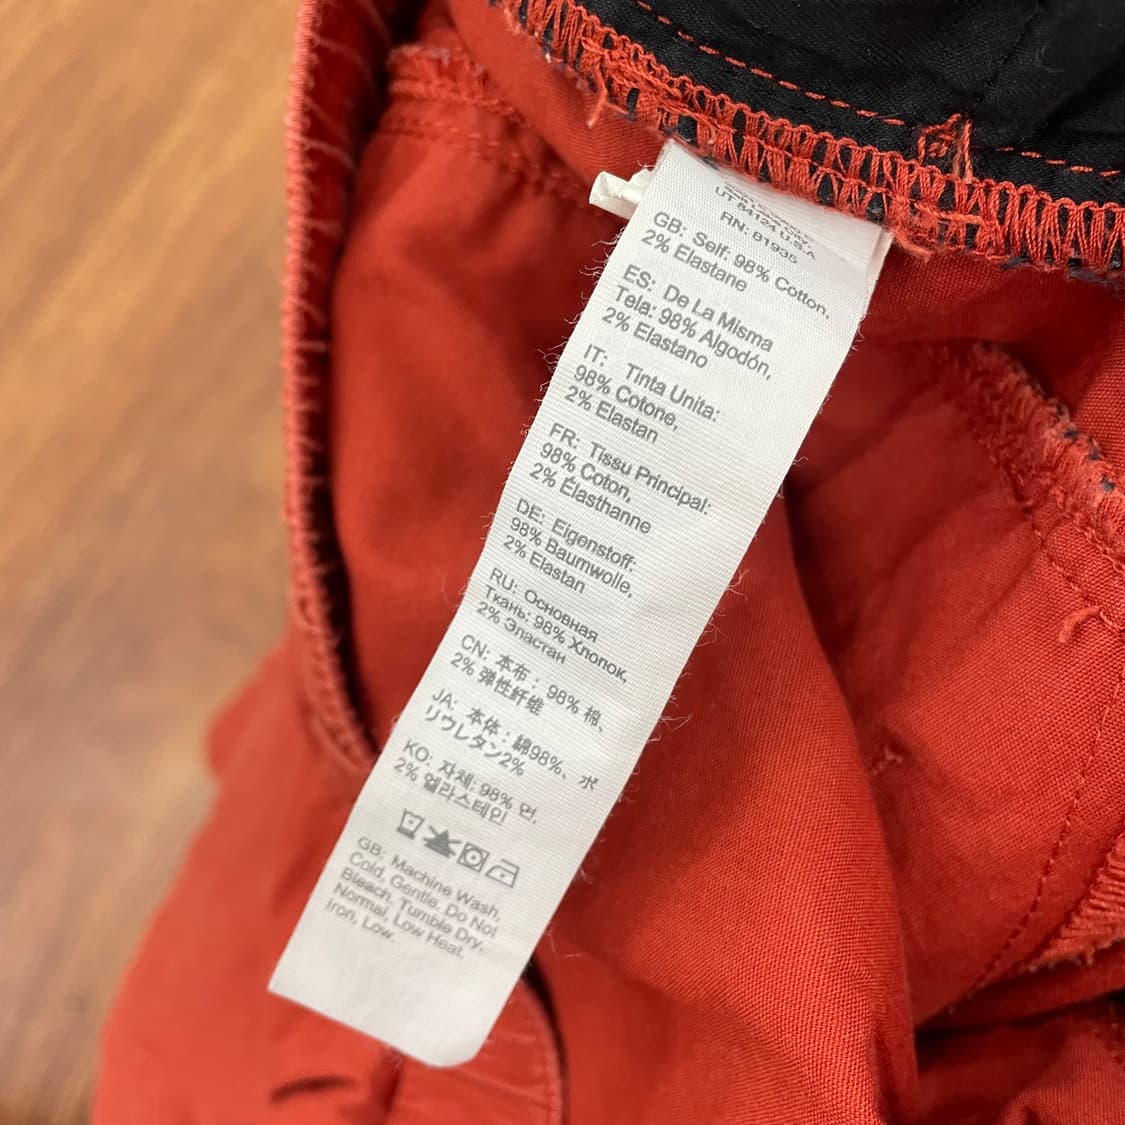 UT 84124 U.S.A
RN: 81935
GB: Self: 98% Cotton,
2% Elastane
ES: De La Misma
Tela: 98% Algodón,
2% Elastano
IT: Tinta Unita:
98% Cotone,
2% Elastan
FR: Tissu Principal:
98% Coton,
2% Élasthanne
DE: Eigenstoff:
98% Baumwolle,
2% Elastan
RU: Основная
Ткань: 98% Хлопок,
2% Эластан
CN: 本布：98% 棉、
2% 弹性纤维
JA: 本体：綿98%、ポ
リウレタン2%
KO: 자체: 98% 면,
2% 엘라스테인
GB: Machine Wash,
Cold, Gentle, Do Not
Bleach, Tumble Dry,
Normal, Low Heat,
Iron, Low.